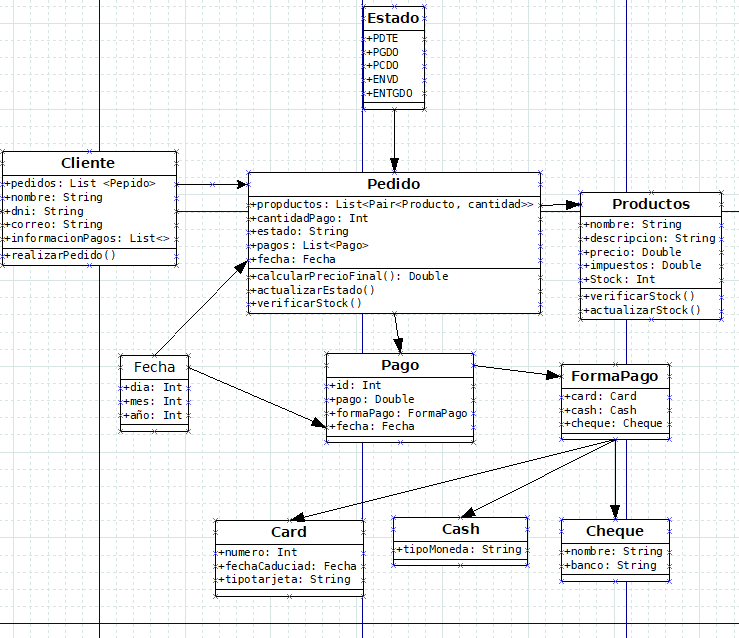 Estado
+PDTE
+PGDO
+PCDO
+ENVD
+ENTGDO
Cliente
+pedidos: List <Pepido>
+nombre: String
+dni: String
+correo: String
+informacionPagos: List<>
+realizarPedido()
Pedido
+propductos: List<Pair<Producto, cantidad>>
+cantidadPago: Int
+estado: String
+pagos: List<Pago>
+fecha: Fecha
+calcularPrecioFinal(): Double
+actualizarEstado()
+verificarStock()
Productos
+nombre: String
+descripcion: String
+precio: Double
+impuestos: Double
+Stock: Int
+verificarStock()
+actualizarStock()
Fecha
+dia: Int
+mes: Int
+año: Int
Pago
+id: Int
+pago: Double
+formaPago: FormaPago
+fecha: Fecha
FormaPago
+card: Card
+cash: Cash
+cheque: Cheque
Card
+numero: Int
+fechaCaduciad: Fecha
+tipotarjeta: String
Cash
+tipoMoneda: String
Cheque
+nombre: String
+banco: String